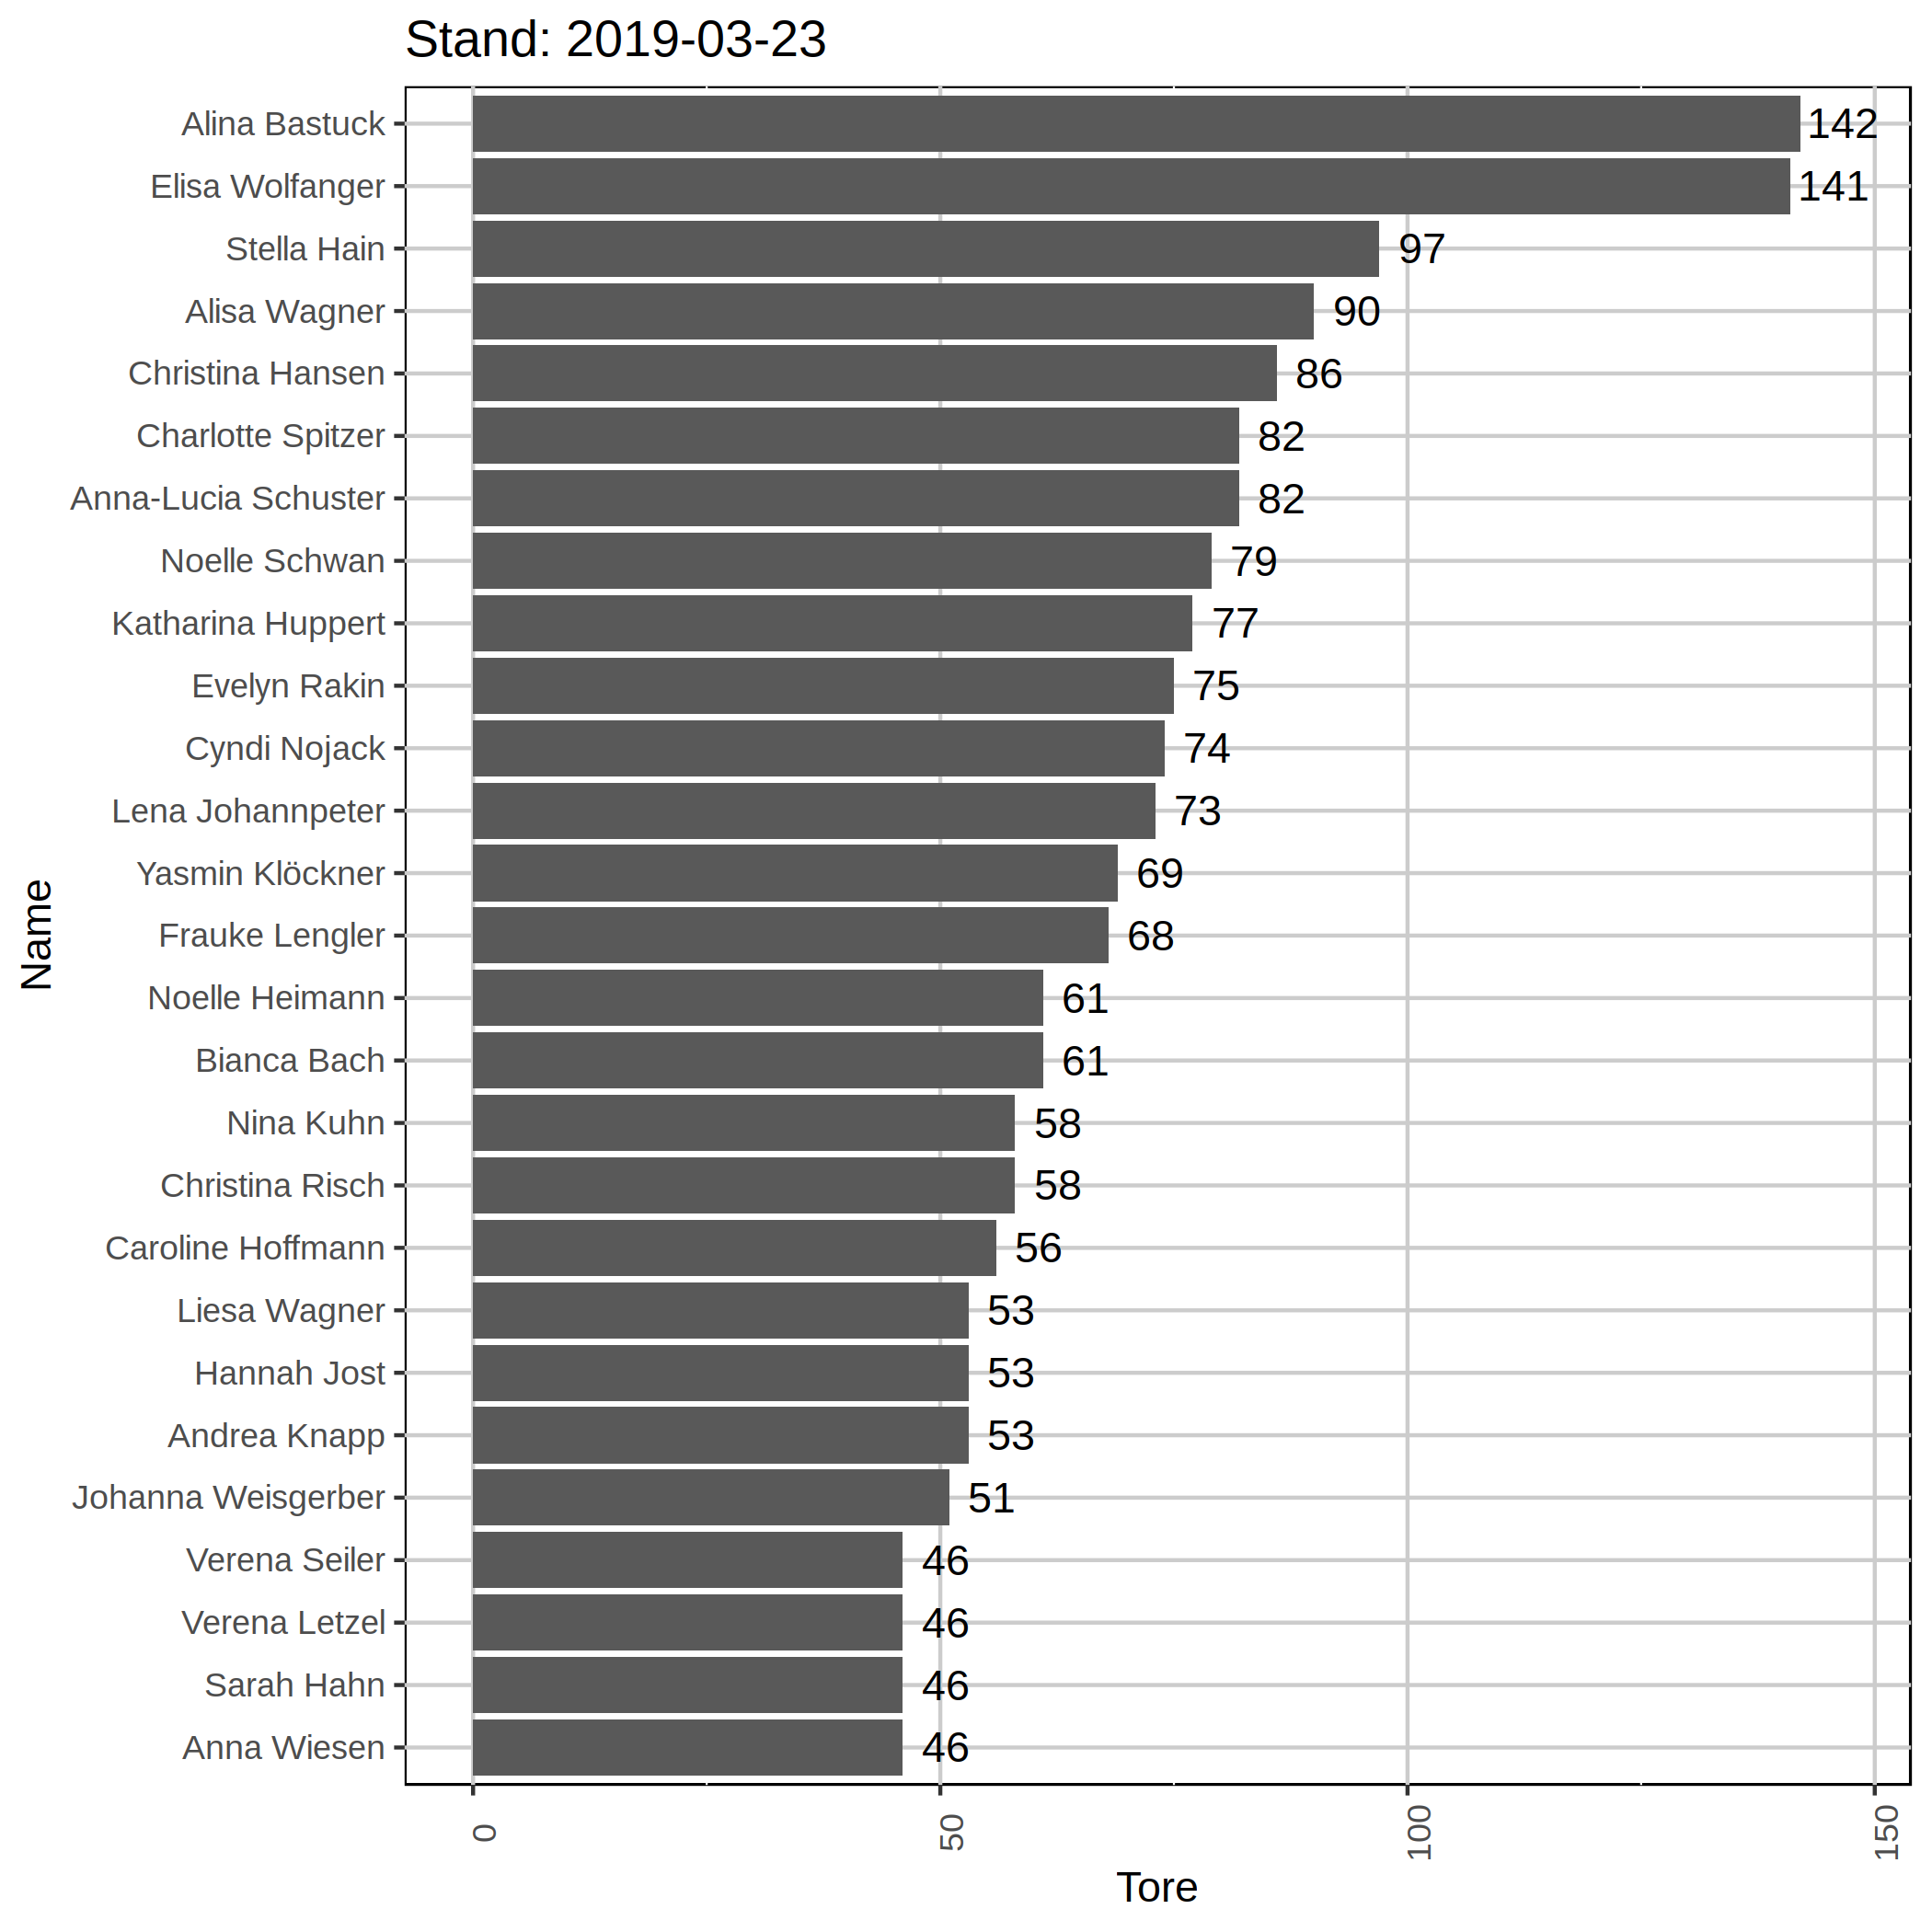 Stand: 2019-03-23
Alina Bastuck 142
Elisa Wolfanger 141
Stella Hain 97
Alisa Wagner 90
Christina Hansen 86
Charlotte Spitzer 82
Anna-Lucia Schuster 82
Noelle Schwan 79
Katharina Huppert 77
Evelyn Rakin 75
Cyndi Nojack 74
Lena Johannpeter 73
Yasmin Klöckner 69
Frauke Lengler 68
Noelle Heimann 61
Bianca Bach 61
Nina Kuhn 58
Christina Risch 58
Caroline Hoffmann 56
Liesa Wagner 53
Hannah Jost 53
Andrea Knapp 53
Johanna Weisgerber 51
Verena Seiler 46
Verena Letzel 46
Sarah Hahn 46
Anna Wiesen 46
Name
0 50 100 150
Tore